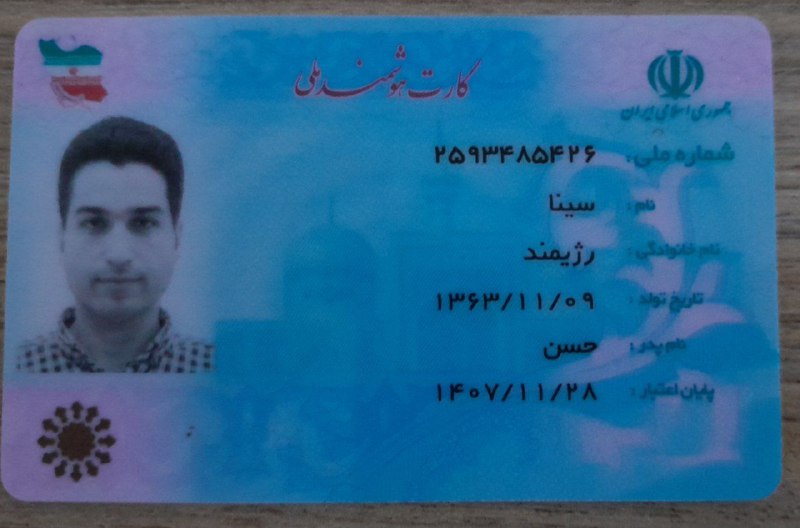 کارت هوشمند ملی
جمهوری اسلامی ایران
شماره ملی: ۲۵۹۳۴۸۵۴۲۶
نام: سینا
نام خانوادگی: رژیمند
تاریخ تولد: ۱۳۶۳/۱۱/۰۹
نام پدر: حسن
پایان اعتبار: ۱۴۰۷/۱۱/۲۸